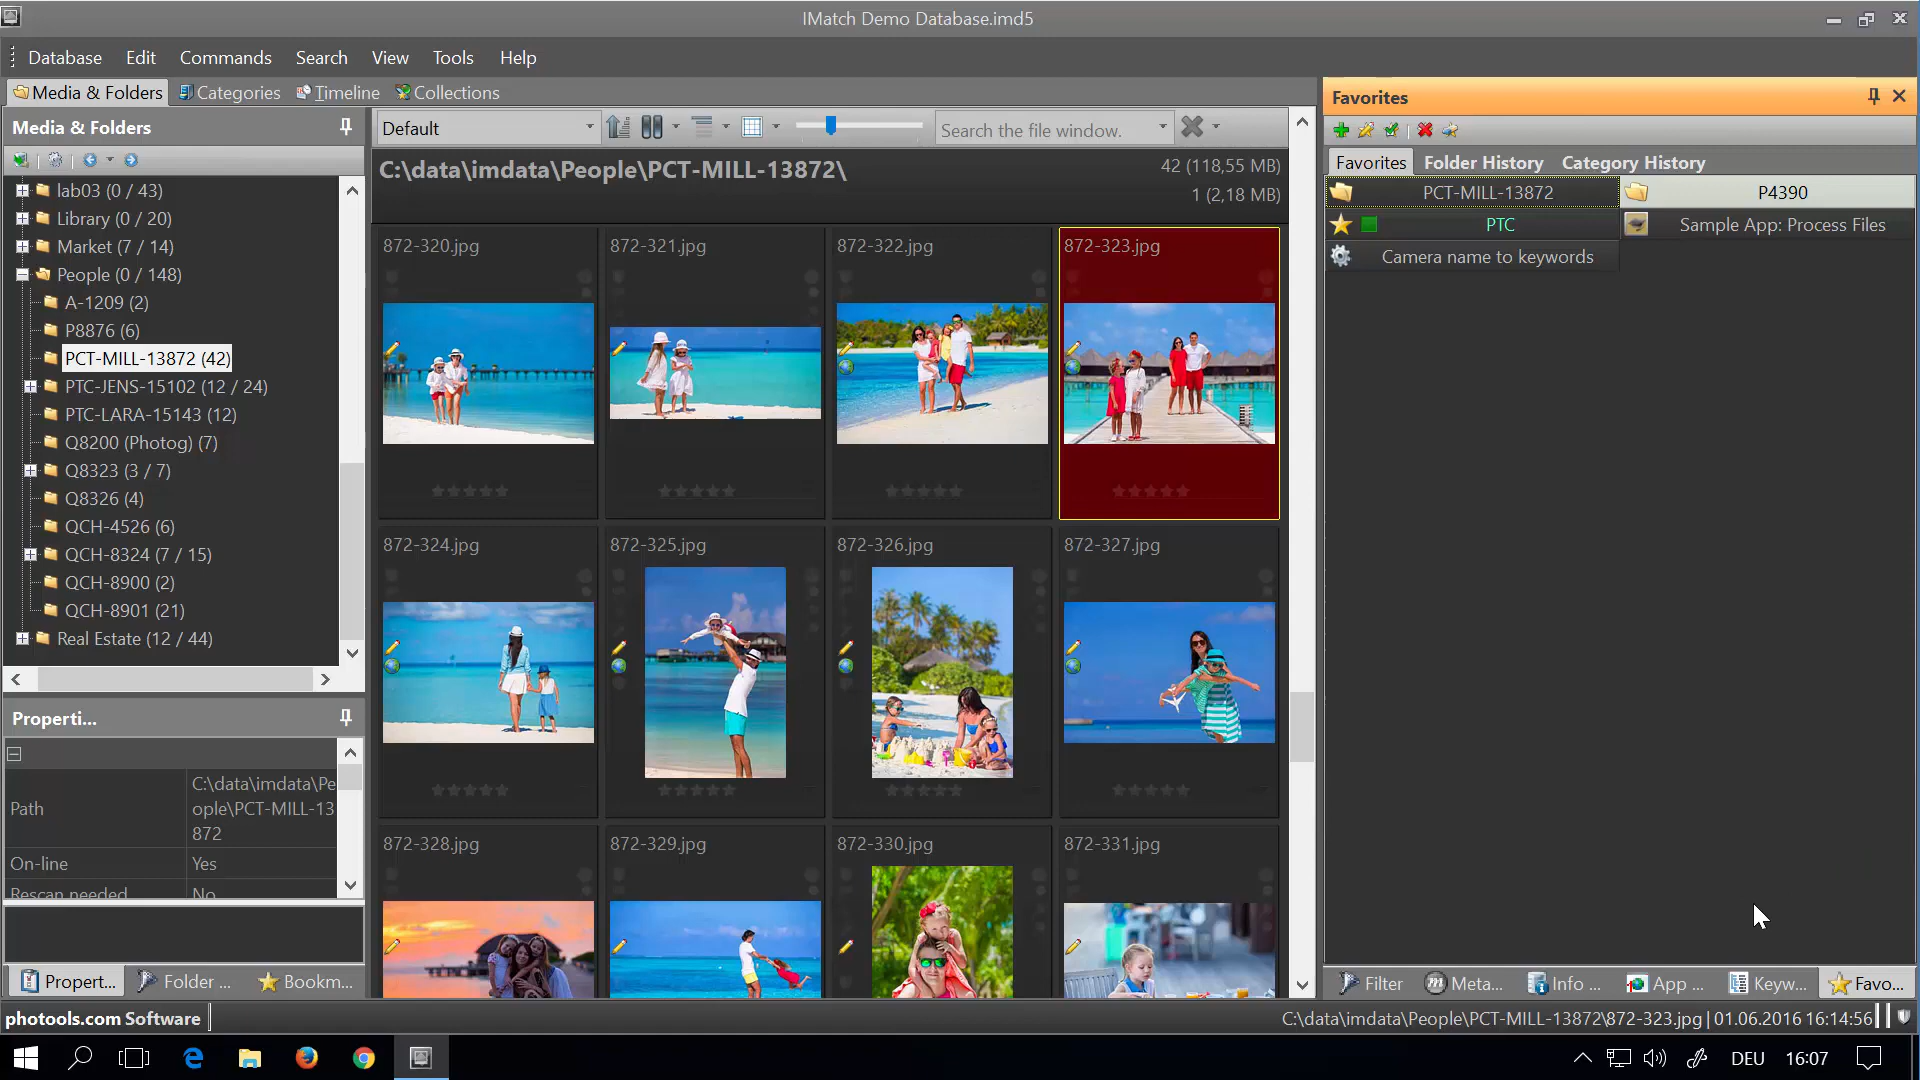 IMatch Demo Database.imd5
Database Edit Commands Search View Tools Help
Media & Folders Categories Timeline Collections
Media & Folders
lab03 (0 / 43)
Library (0 / 20)
Market (7 / 14)
People (0 / 148)
A-1209 (2)
P8876 (6)
PCT-MILL-13872 (42)
PTC-JENS-15102 (12 / 24)
PTC-LARA-15143 (12)
Q8200 (Photog) (7)
Q8323 (3 / 7)
Q8326 (4)
QCH-4526 (6)
QCH-8324 (7 / 15)
QCH-8900 (2)
QCH-8901 (21)
Real Estate (12 / 44)
Properti...
Path
C:\data\imdata\Pe
ople\PCT-MILL-13
872
On-line Yes
Rescan needed No
Propert... Folder ... Bookm...
Default
Search the file window.
C:\data\imdata\People\PCT-MILL-13872\
42 (118,55 MB)
1 (2,18 MB)
872-320.jpg 872-321.jpg 872-322.jpg 872-323.jpg
872-324.jpg 872-325.jpg 872-326.jpg 872-327.jpg
872-328.jpg 872-329.jpg 872-330.jpg 872-331.jpg
Favorites
Favorites Folder History Category History
PCT-MILL-13872 P4390
PTC Sample App: Process Files
Camera name to keywords
Filter Meta... Info ... App ... Keyw... Favo...
photools.com Software
C:\data\imdata\People\PCT-MILL-13872\872-323.jpg | 01.06.2016 16:14:56
DEU 16:07